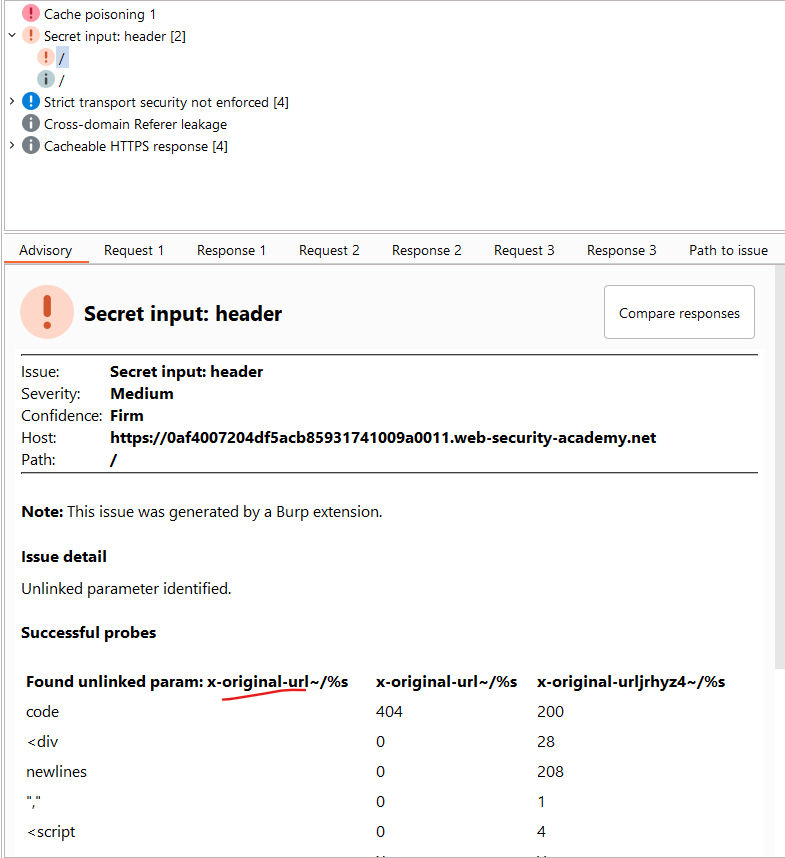 Cache poisoning 1
Secret input: header [2]
/
/
Strict transport security not enforced [4]
Cross-domain Referer leakage
Cacheable HTTPS response [4]
Advisory Request 1 Response 1 Request 2 Response 2 Request 3 Response 3 Path to issue
Secret input: header Compare responses
Issue: Secret input: header
Severity: Medium
Confidence: Firm
Host: https://0af4007204df5acb85931741009a0011.web-security-academy.net
Path: /
Note: This issue was generated by a Burp extension.
Issue detail
Unlinked parameter identified.
Successful probes
Found unlinked param: x-original-url~/%s x-original-url~/%s x-original-urljrhyz4~/%s
code 404 200
<div 0 28
newlines 0 208
"," 0 1
<script 0 4